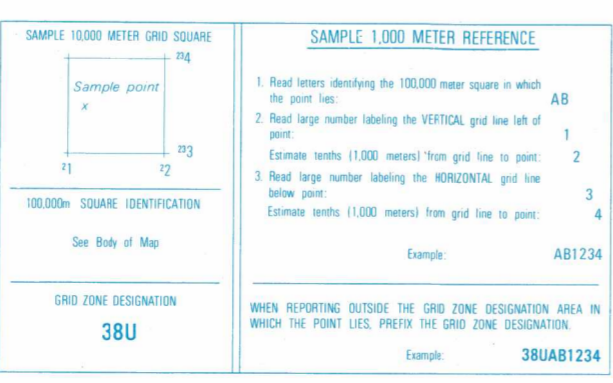 SAMPLE 10,000 METER GRID SQUARE
234
Sample point
x
233
21
22
100,000m SQUARE IDENTIFICATION
See Body of Map
GRID ZONE DESIGNATION
38U
SAMPLE 1,000 METER REFERENCE
1. Read letters identifying the 100,000 meter square in which
the point lies: AB
2. Read large number labeling the VERTICAL grid line left of
point: 1
Estimate tenths (1,000 meters) from grid line to point: 2
3. Read large number labeling the HORIZONTAL grid line
below point: 3
Estimate tenths (1,000 meters) from grid line to point: 4
Example: AB1234
WHEN REPORTING OUTSIDE THE GRID ZONE DESIGNATION AREA IN
WHICH THE POINT LIES, PREFIX THE GRID ZONE DESIGNATION.
Example: 38UAB1234